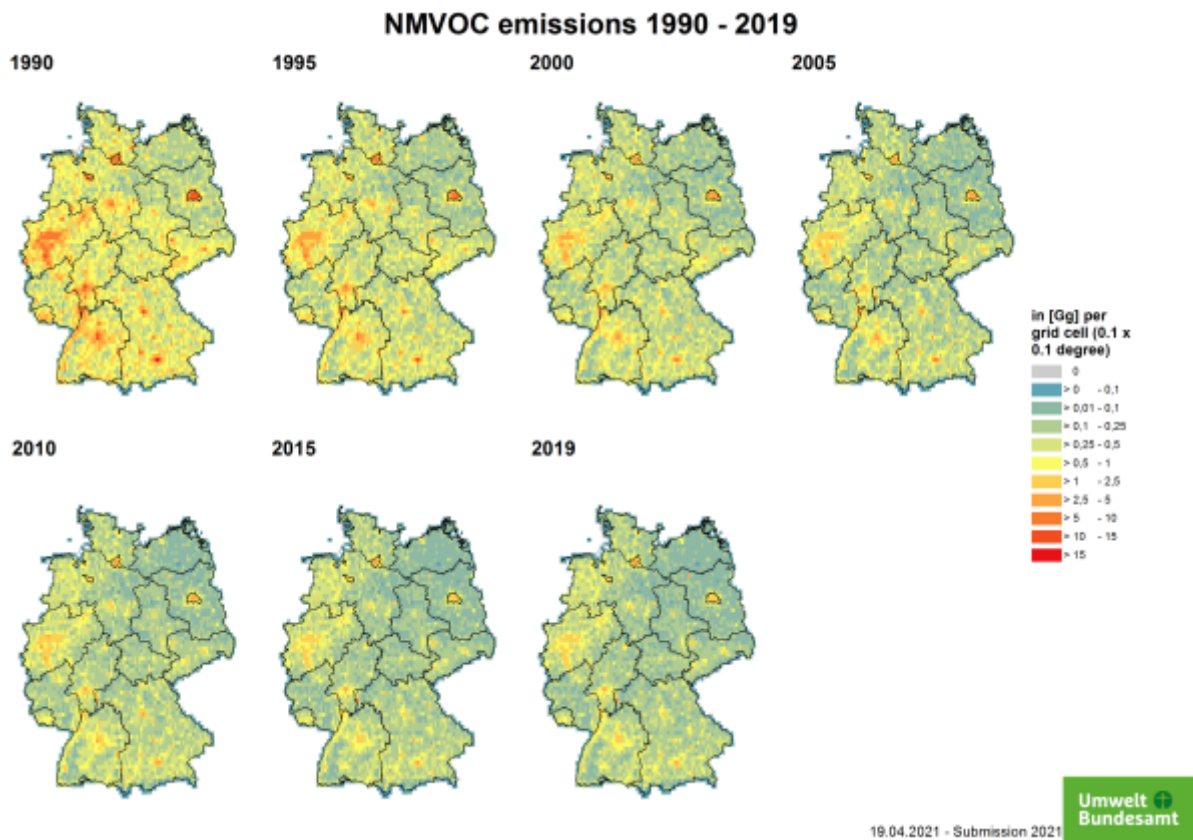 NMVOC emissions 1990 - 2019
1990
1995
2000
2005
2010
2015
2019
in [Gg] per
grid cell (0.1 x
0.1 degree)
0
> 0 - 0,1
> 0,01 - 0,1
> 0,1 - 0,25
> 0,25 - 0,5
> 0,5 - 1
> 1 - 2,5
> 2,5 - 5
> 5 - 10
> 10 - 15
> 15
19.04.2021 - Submission 2021
Umwelt
Bundesamt